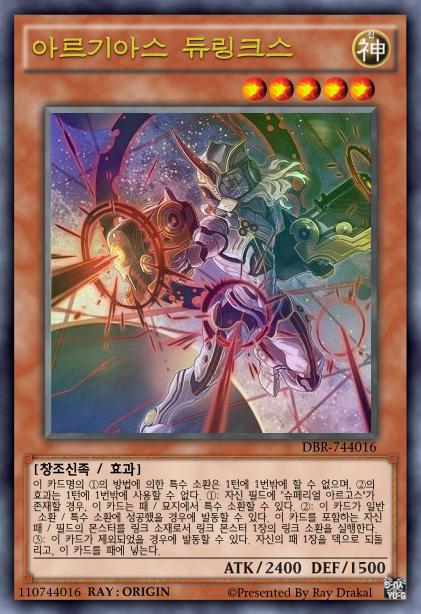 아르기아스 듀링크스
신
神
DBR-744016
[창조신족 / 효과]
이 카드명의 ①의 방법에 의한 특수 소환은 1턴에 1번밖에 할 수 없으며, ②의
효과는 1턴에 1번밖에 사용할 수 없다. ①: 자신 필드에 "슈페리얼 아르고스"가
존재할 경우, 이 카드는 패 / 묘지에서 특수 소환할 수 있다. ②: 이 카드가 일반
소환 / 특수 소환에 성공했을 경우에 발동할 수 있다. 이 카드를 포함하는 자신
패 / 필드의 몬스터를 링크 소재로서 링크 몬스터 1장의 링크 소환을 실행한다.
③: 이 카드가 제외되었을 경우에 발동할 수 있다. 자신의 패 1장을 덱으로 되돌
리고, 이 카드를 패에 넣는다.
ATK/2400 DEF/1500
110744016 RAY : ORIGIN ©Presented By Ray Drakal